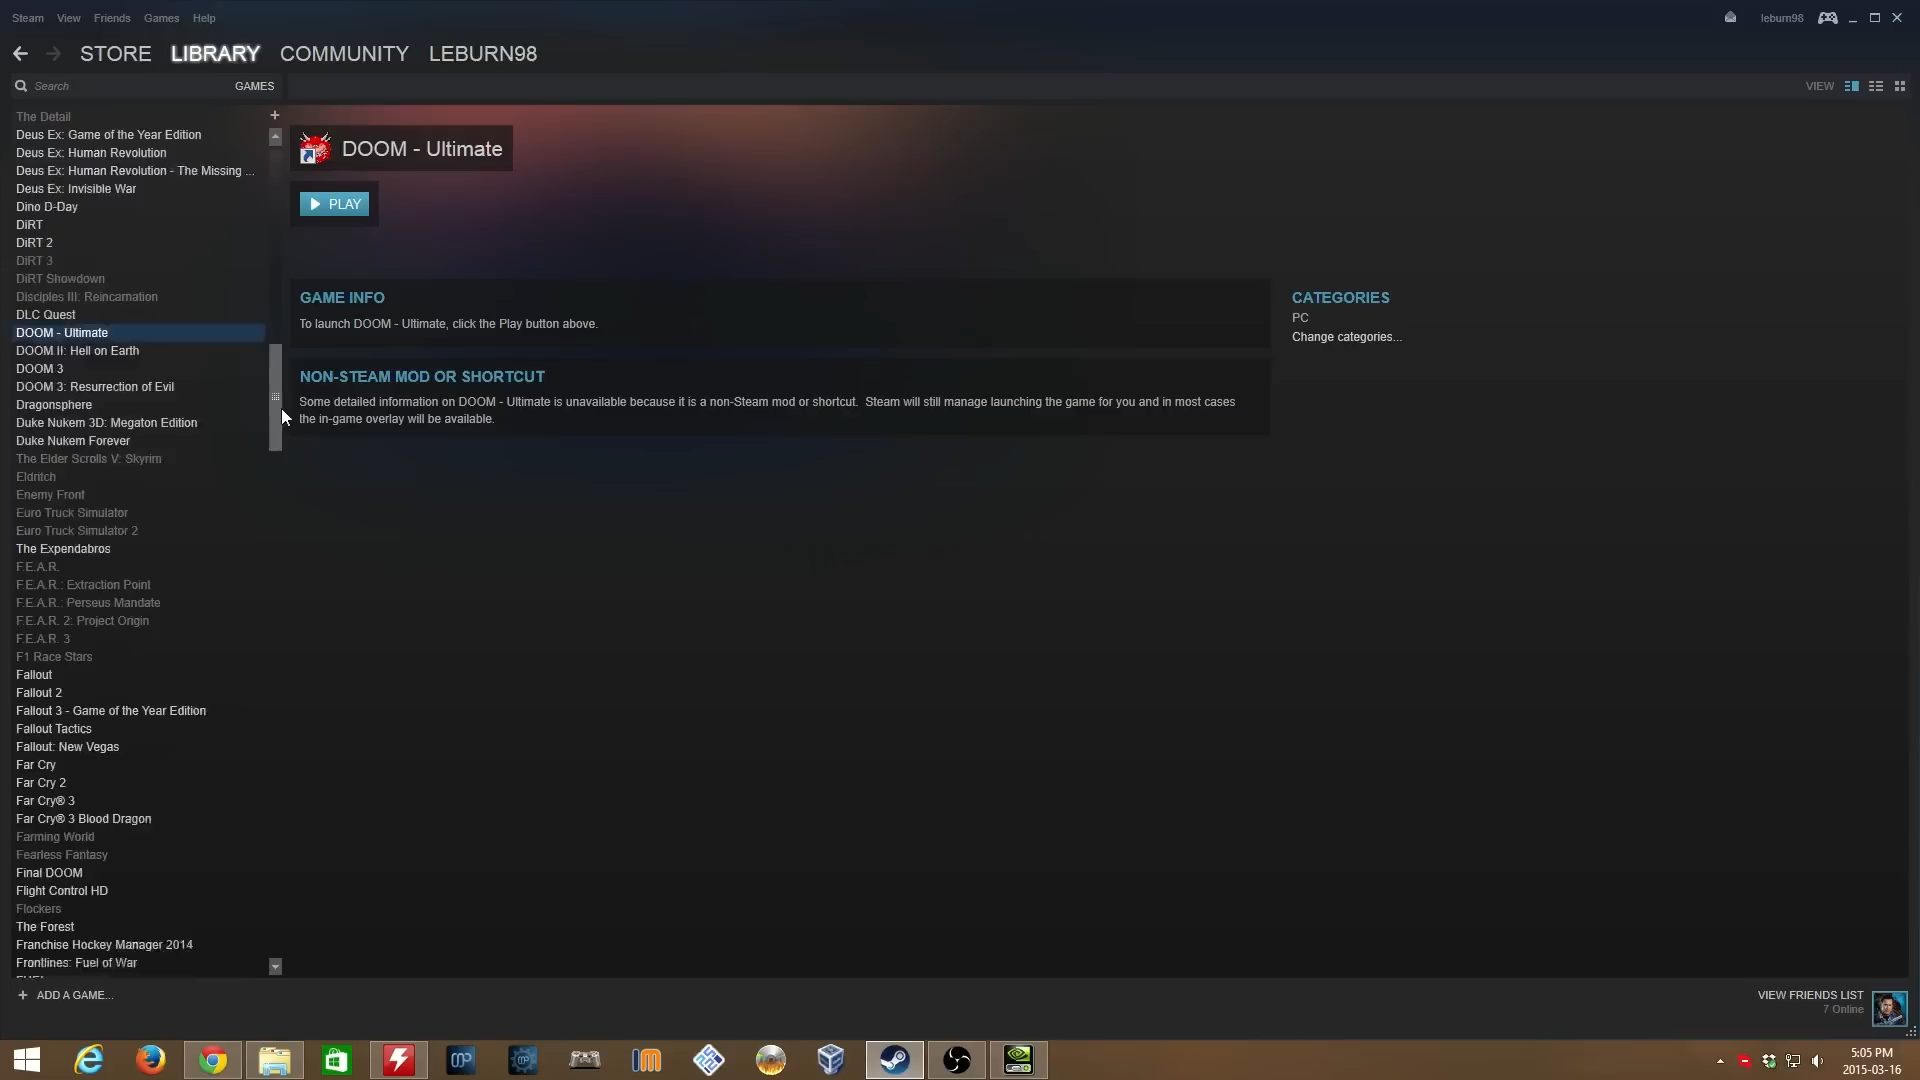 Steam View Friends Games Help
leburn98
STORE LIBRARY COMMUNITY LEBURN98
Search GAMES
VIEW
The Detail
Deus Ex: Game of the Year Edition
Deus Ex: Human Revolution
Deus Ex: Human Revolution - The Missing ...
Deus Ex: Invisible War
Dino D-Day
DiRT
DiRT 2
DiRT 3
DiRT Showdown
Disciples III: Reincarnation
DLC Quest
DOOM - Ultimate
DOOM II: Hell on Earth
DOOM 3
DOOM 3: Resurrection of Evil
Dragonsphere
Duke Nukem 3D: Megaton Edition
Duke Nukem Forever
The Elder Scrolls V: Skyrim
Eldritch
Enemy Front
Euro Truck Simulator
Euro Truck Simulator 2
The Expendabros
F.E.A.R.
F.E.A.R.: Extraction Point
F.E.A.R.: Perseus Mandate
F.E.A.R. 2: Project Origin
F.E.A.R. 3
F1 Race Stars
Fallout
Fallout 2
Fallout 3 - Game of the Year Edition
Fallout Tactics
Fallout: New Vegas
Far Cry
Far Cry 2
Far Cry® 3
Far Cry® 3 Blood Dragon
Farming World
Fearless Fantasy
Final DOOM
Flight Control HD
Flockers
The Forest
Franchise Hockey Manager 2014
Frontlines: Fuel of War
DOOM - Ultimate
PLAY
GAME INFO
To launch DOOM - Ultimate, click the Play button above.
NON-STEAM MOD OR SHORTCUT
Some detailed information on DOOM - Ultimate is unavailable because it is a non-Steam mod or shortcut. Steam will still manage launching the game for you and in most cases
the in-game overlay will be available.
CATEGORIES
PC
Change categories...
+ ADD A GAME...
VIEW FRIENDS LIST
7 Online
5:05 PM
2015-03-16